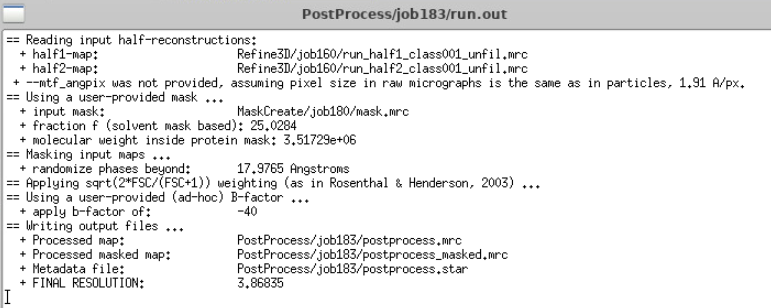 PostProcess/job183/run.out
== Reading input half-reconstructions:
+ half1-map: Refine3D/job160/run_half1_class001_unfil.mrc
+ half2-map: Refine3D/job160/run_half2_class001_unfil.mrc
+ --mtf_angpix was not provided, assuming pixel size in raw micrographs is the same as in particles, 1.91 A/px.
== Using a user-provided mask ...
+ input mask: MaskCreate/job180/mask.mrc
+ fraction f (solvent mask based): 25.0284
+ molecular weight inside protein mask: 3.51729e+06
== Masking input maps ...
+ randomize phases beyond: 17.9765 Angstroms
== Applying sqrt(2*FSC/(FSC+1)) weighting (as in Rosenthal & Henderson, 2003) ...
== Using a user-provided (ad-hoc) B-factor ...
+ apply b-factor of: -40
== Writing output files ...
+ Processed map: PostProcess/job183/postprocess.mrc
+ Processed masked map: PostProcess/job183/postprocess_masked.mrc
+ Metadata file: PostProcess/job183/postprocess.star
+ FINAL RESOLUTION: 3.86835